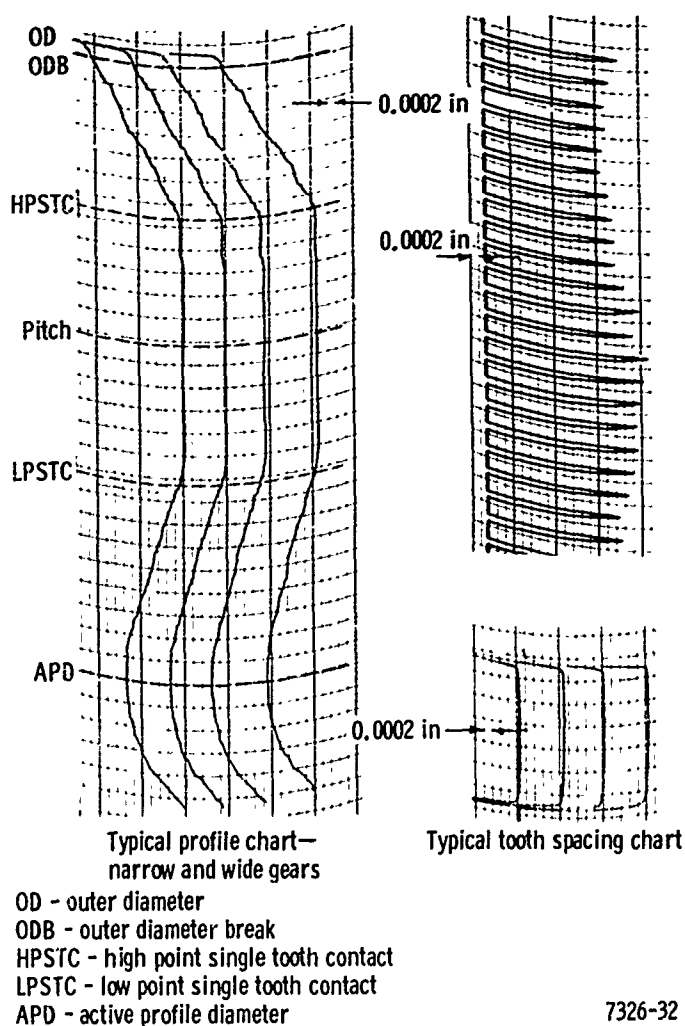 OD
ODB
0.0002 in
HPSTC
0.0002 in
Pitch
LPSTC
APD
0.0002 in
Typical profile chart—
narrow and wide gears
Typical tooth spacing chart
OD - outer diameter
ODB - outer diameter break
HPSTC - high point single tooth contact
LPSTC - low point single tooth contact
APD - active profile diameter
7326-32